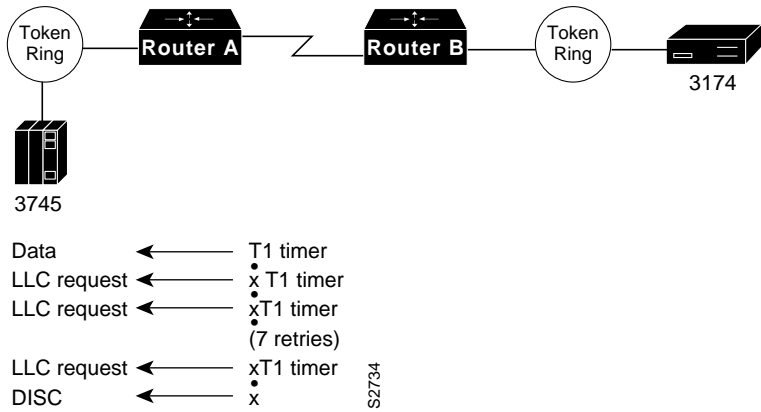 Token
Ring
Router A
Router B
Token
Ring
3174
3745
Data T1 timer
LLC request x T1 timer
LLC request xT1 timer
(7 retries)
LLC request xT1 timer
DISC x
S2734